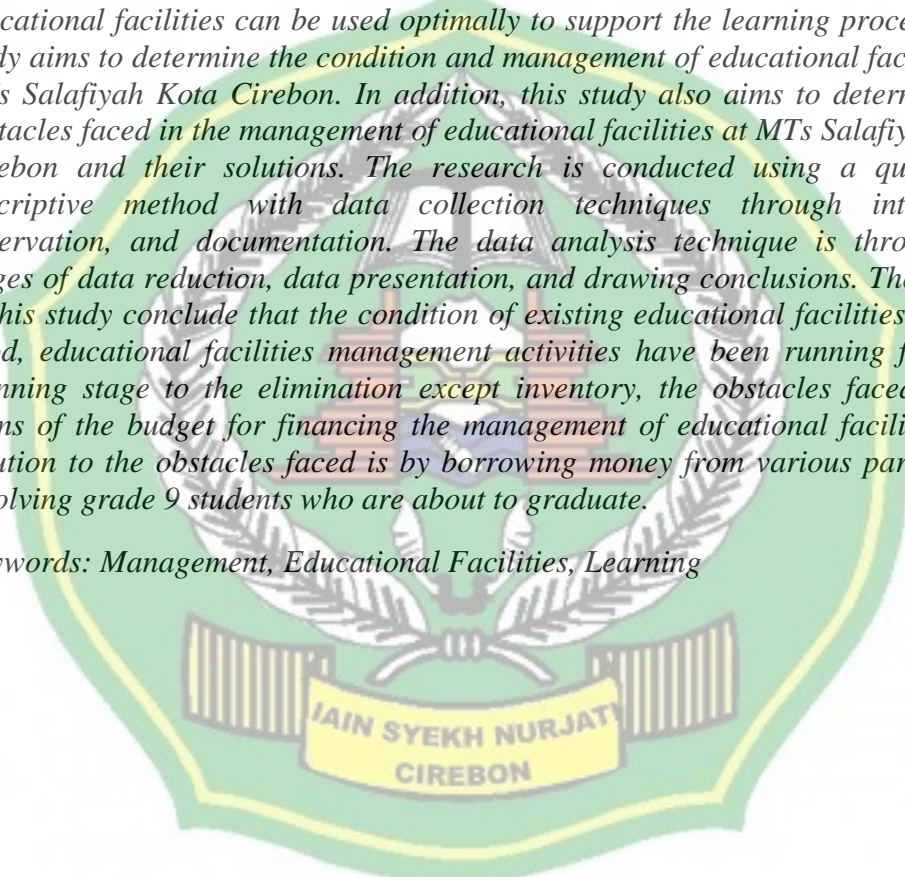 cational facilities can be used optimally to support the learning proce
dy aims to determine the condition and management of educational fac
s Salafiyah Kota Cirebon. In addition, this study also aims to deter
tacles faced in the management of educational facilities at MTs Salafiy
ebon and their solutions. The research is conducted using a qu
criptive method with data collection techniques through int
ervation, and documentation. The data analysis technique is thro
ges of data reduction, data presentation, and drawing conclusions. The
his study conclude that the condition of existing educational facilities
d, educational facilities management activities have been running f
nning stage to the elimination except inventory, the obstacles faced
ns of the budget for financing the management of educational facili
ution to the obstacles faced is by borrowing money from various par
olving grade 9 students who are about to graduate.
ywords: Management, Educational Facilities, Learning
IAIN SYEKH NURJATI
CIREBON